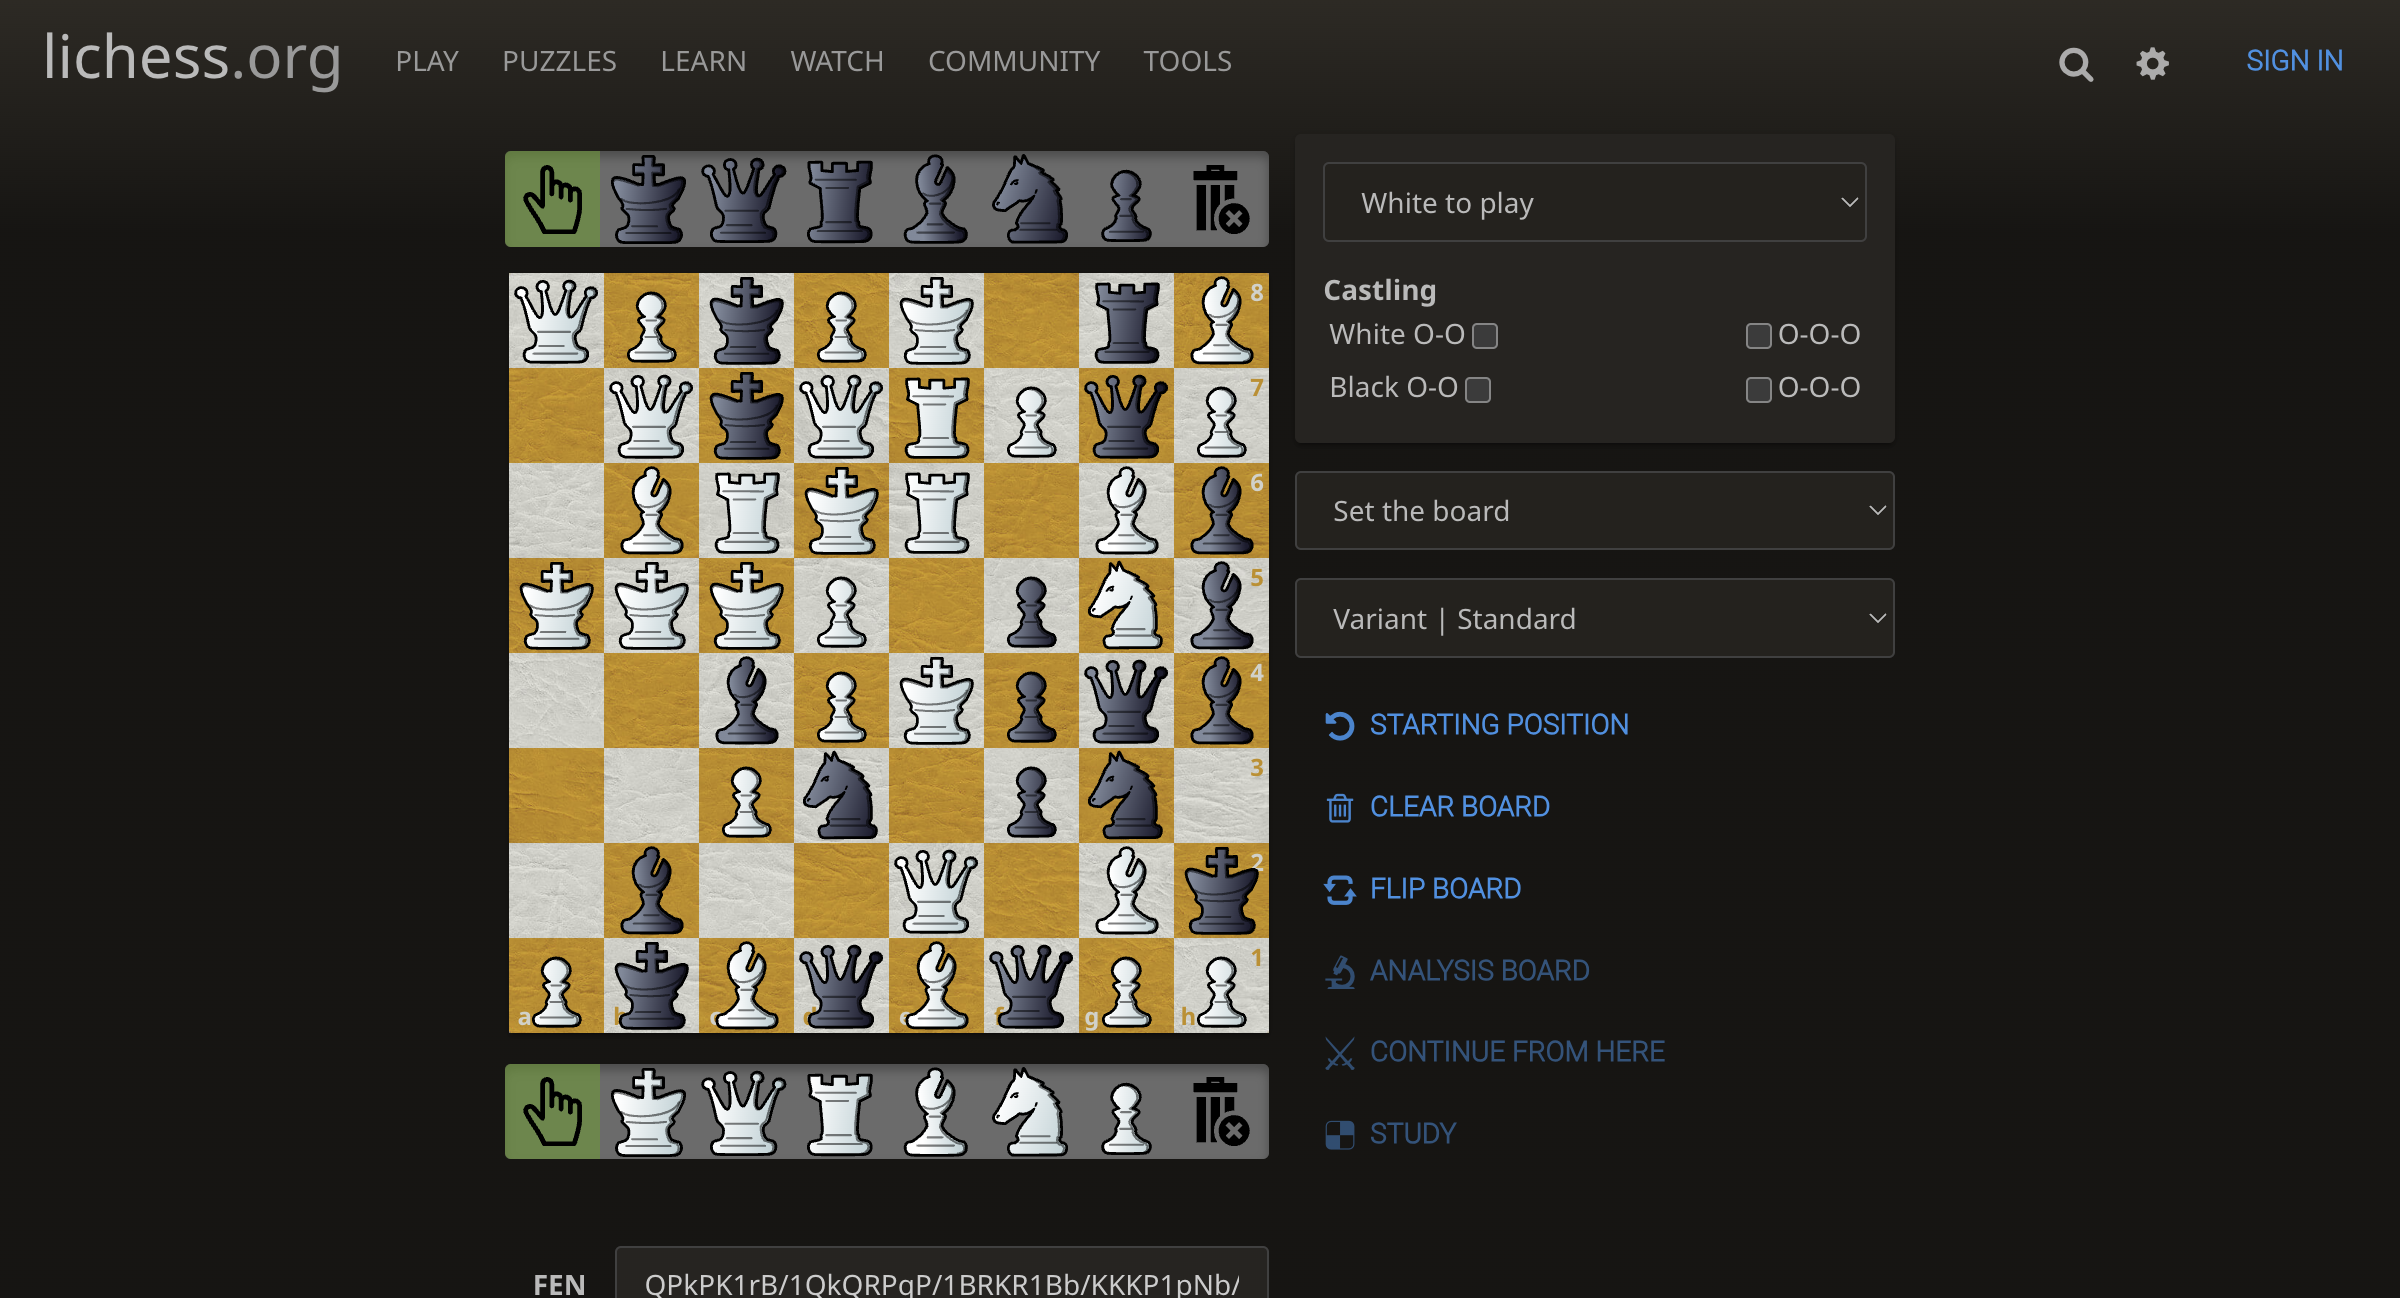 lichess.org PLAY PUZZLES LEARN WATCH COMMUNITY TOOLS SIGN IN
White to play
Castling
White O-O O-O-O
Black O-O O-O-O
Set the board
Variant | Standard
STARTING POSITION
CLEAR BOARD
FLIP BOARD
ANALYSIS BOARD
CONTINUE FROM HERE
STUDY
8
7
6
5
4
3
2
1
a b c d e f g h
FEN QPkPK1rB/1QkQRPqP/1BRKR1Bb/KKKP1pNb/